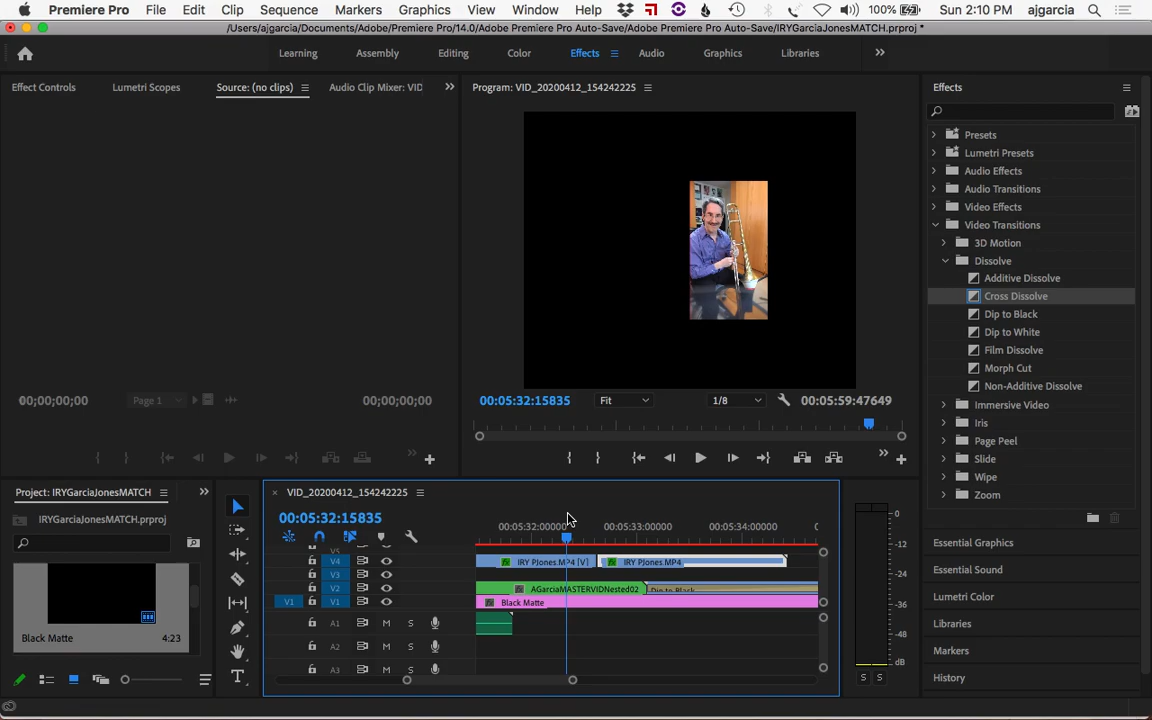 Premiere Pro File Edit Clip Sequence Markers Graphics View Window Help 100% Sun 2:10 PM ajgarcia
/Users/ajgarcia/Documents/Adobe/Premiere Pro/14.0/Adobe Premiere Pro Auto-Save/Adobe Premiere Pro Auto-Save/IRYGarciaJonesMATCH.prproj *
Learning Assembly Editing Color Effects Audio Graphics Libraries
Effect Controls Lumetri Scopes Source: (no clips) Audio Clip Mixer: VID
Program: VID_20200412_154242225
Effects
Presets
Lumetri Presets
Audio Effects
Audio Transitions
Video Effects
Video Transitions
3D Motion
Dissolve
Additive Dissolve
Cross Dissolve
Dip to Black
Dip to White
Film Dissolve
Morph Cut
Non-Additive Dissolve
Immersive Video
Iris
Page Peel
Slide
Wipe
Zoom
00;00;00;00 Page 1 00;00;00;00
00:05:32:15835 Fit 1/8 00:05:59:47649
Project: IRYGarciaJonesMATCH
IRYGarciaJonesMATCH.prproj
Black Matte 4:23
VID_20200412_154242225
00:05:32:15835
00:05:32:00000 00:05:33:00000 00:05:34:00000 0
V5
V4 IRY PJones.MP4 [V] IRY PJones.MP4
V3
V2 AGarciaMASTERVIDNested02 Dip to Black
V1 V1 Black Matte
A1 M S
A2 M S
A3 M S
0
-12
-24
-36
-48
dB
S S
Essential Graphics
Essential Sound
Lumetri Color
Libraries
Markers
History